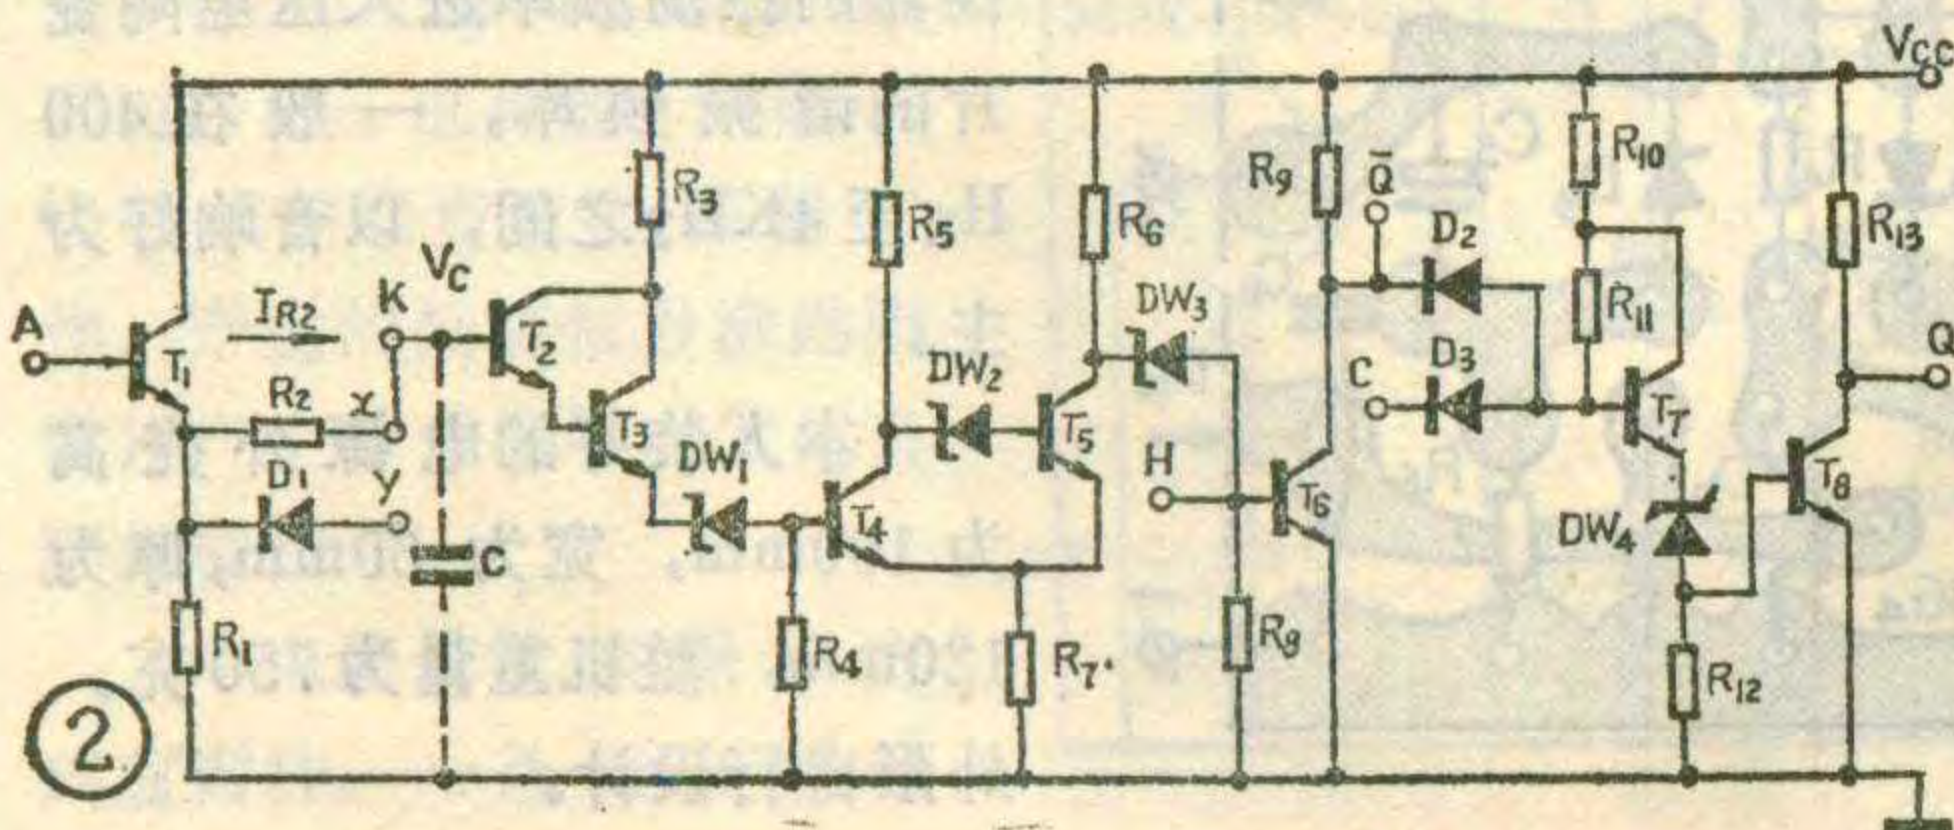 VCC
A
T1
IR2
R2
x
D1
y
R1
K
VC
C
T2
R3
T3
DW1
R4
T4
R5
DW2
T5
R6
R7
DW3
H
R9
T6
R9
Q̄
D2
C
D3
R10
R11
T7
DW4
R12
T8
R13
Q
2